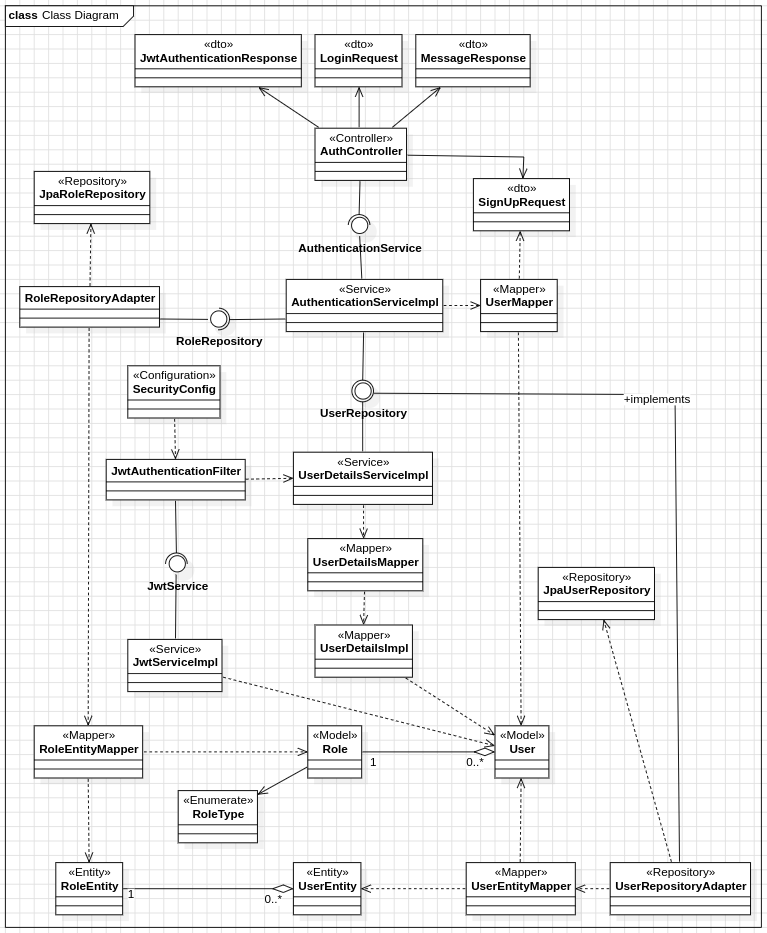 class Class Diagram
«dto»
JwtAuthenticationResponse
«dto»
LoginRequest
«dto»
MessageResponse
«Controller»
AuthController
«Repository»
JpaRoleRepository
«dto»
SignUpRequest
AuthenticationService
RoleRepositoryAdapter
«Service»
AuthenticationServiceImpl
«Mapper»
UserMapper
RoleRepository
«Configuration»
SecurityConfig
UserRepository
+implements
JwtAuthenticationFilter
«Service»
UserDetailsServiceImpl
«Mapper»
UserDetailsMapper
JwtService
«Repository»
JpaUserRepository
«Mapper»
UserDetailsImpl
«Service»
JwtServiceImpl
«Mapper»
RoleEntityMapper
«Model»
Role
«Model»
User
1
0..*
«Enumerate»
RoleType
«Entity»
RoleEntity
«Entity»
UserEntity
«Mapper»
UserEntityMapper
«Repository»
UserRepositoryAdapter
1
0..*